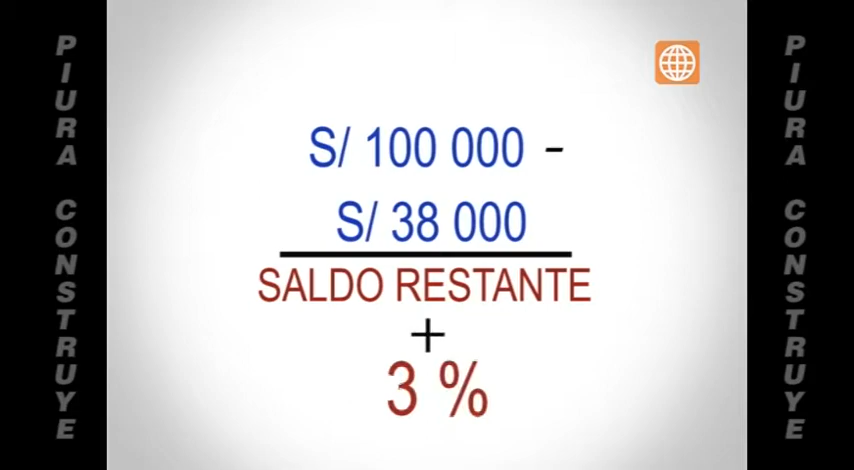 PIURA CONSTRUYE
S/ 100 000 -
S/ 38 000
SALDO RESTANTE
+
3 %
PIURA CONSTRUYE